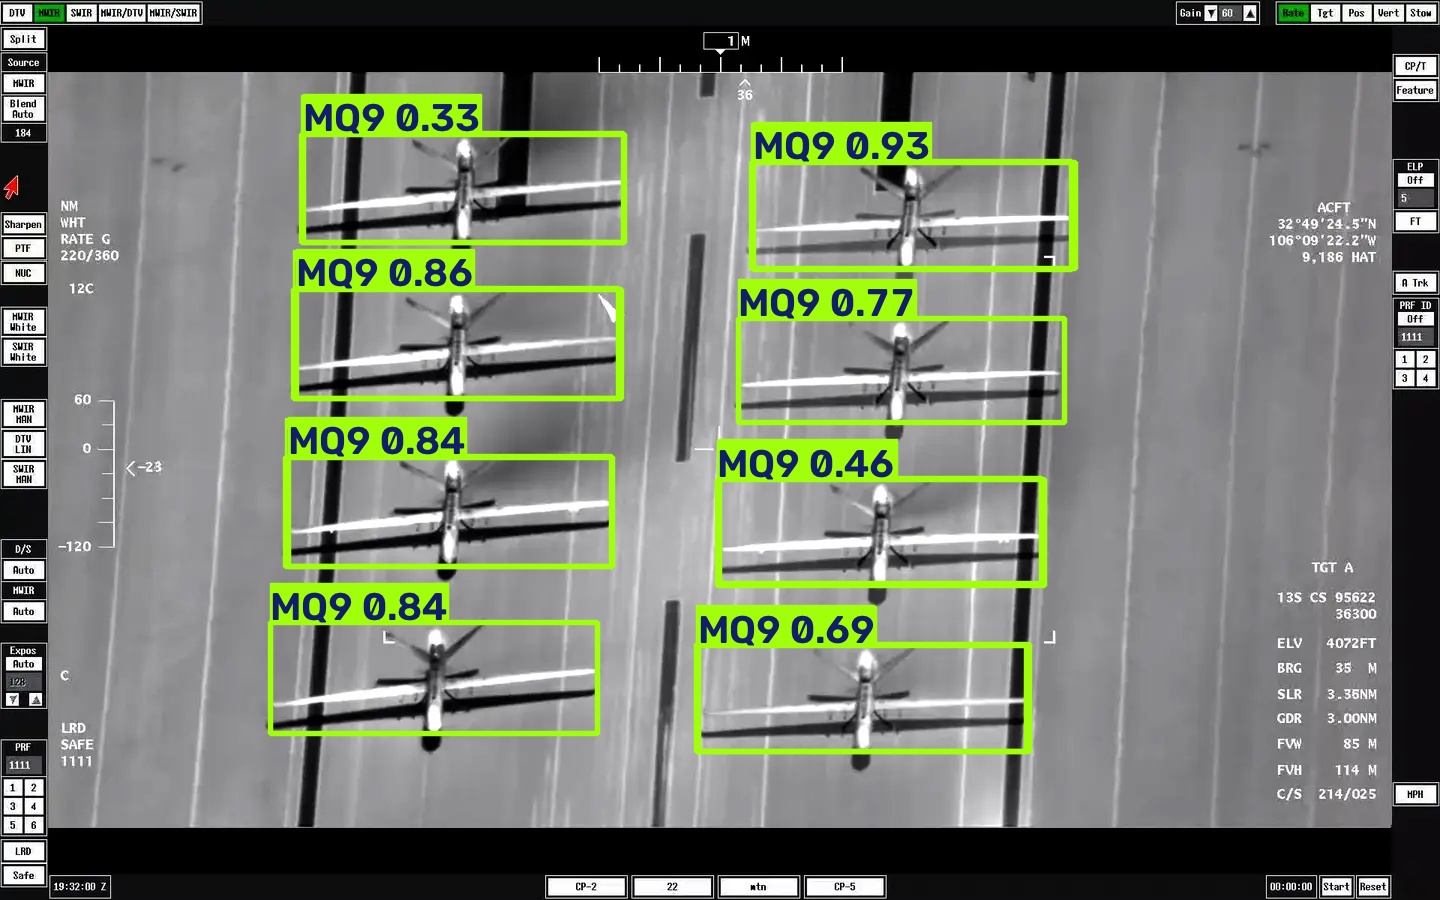 DTV MWIR SWIR MWIR/DTV MWIR/SWIR
Gain 60
Rate Tgt Pos Vert Stow
Split
Source
MWIR
Blend
Auto
184
1 M
36
CP/T
Feature
MQ9 0.33
MQ9 0.93
ELP
Off
5
FT
NM
WHT
RATE G
220/360
12C
ACFT
32°49'24.5"N
106°09'22.2"W
9,186 HAT
Sharpen
PTF
NUC
MQ9 0.86
MQ9 0.77
A Trk
PRF ID
Off
1111
1 2
3 4
MWIR
White
SWIR
White
MWIR
MAN
DTV
LIN
SWIR
MAN
60
0
-23
-120
MQ9 0.84
MQ9 0.46
D/S
Auto
MWIR
Auto
MQ9 0.84
MQ9 0.69
TGT A
13S CS 95622
36300
ELV 4072FT
BRG 35 M
SLR 3.36NM
GDR 3.00NM
FVW 85 M
FVH 114 M
C/S 214/025
Expos
Auto
128
C
LRD
SAFE
1111
PRF
1111
1 2
3 4
5 6
MPH
LRD
Safe
19:32:00 Z
CP-2 22 mtn CP-5
00:00:00 Start Reset